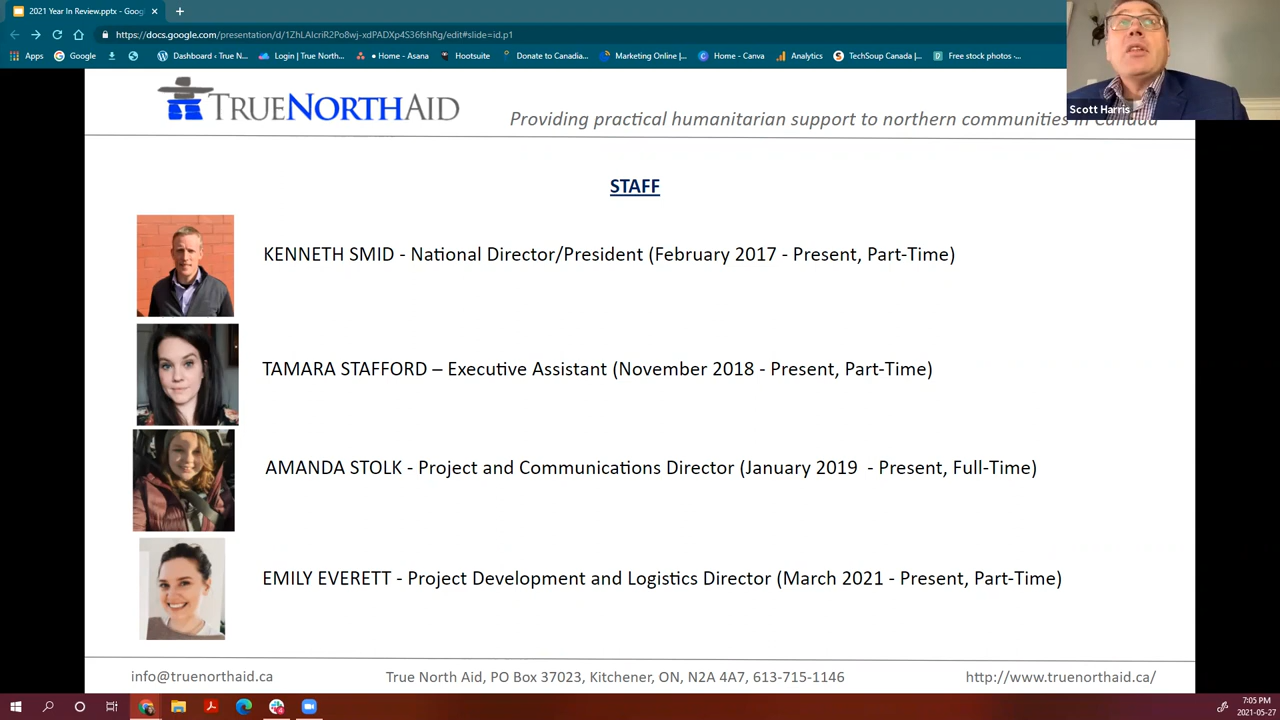 2021 Year In Review.pptx - Goog
https://docs.google.com/presentation/d/1ZhLAlcriR2Po8wj-xdPADXp4S36fshRg/edit#slide=id.p1
Apps
Google
Dashboard ‹ True N...
Login | True North...
Home - Asana
Hootsuite
Donate to Canadia...
Marketing Online |...
Home - Canva
Analytics
TechSoup Canada |...
Free stock photos -...
Scott Harris
TRUENORTHAID
Providing practical humanitarian support to northern communities in Canada
STAFF
KENNETH SMID - National Director/President (February 2017 - Present, Part-Time)
TAMARA STAFFORD – Executive Assistant (November 2018 - Present, Part-Time)
AMANDA STOLK - Project and Communications Director (January 2019 - Present, Full-Time)
EMILY EVERETT - Project Development and Logistics Director (March 2021 - Present, Part-Time)
info@truenorthaid.ca
True North Aid, PO Box 37023, Kitchener, ON, N2A 4A7, 613-715-1146
http://www.truenorthaid.ca/
7:05 PM
2021-05-27